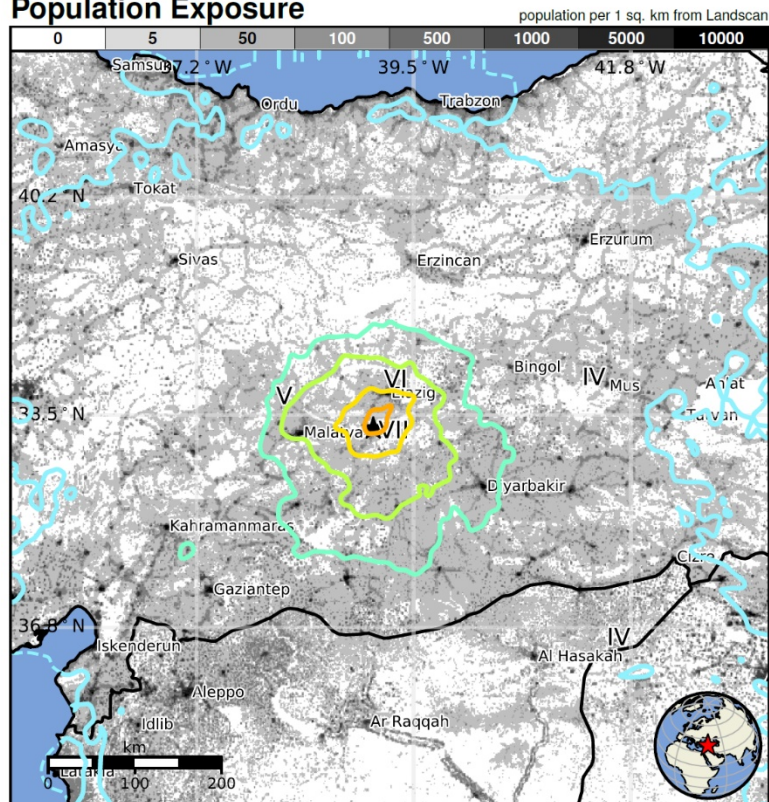 Population Exposure
population per 1 sq. km from Landscan
0 5 50 100 500 1000 5000 10000
Samsun 37.2°W 39.5°W 41.8°W
Ordu Trabzon
Amasya
40.2°N Tokat
Sivas Erzincan Erzurum
Bingol
V VI IV Mus
Elazig
38.5°N Malatya VII
Diyarbakir
Kahramanmaras
Cizre
Gaziantep
36.8°N
IV
Iskenderun
Al Hasakah
Aleppo
Idlib Ar Raqqah
km
Latakia
0 100 200